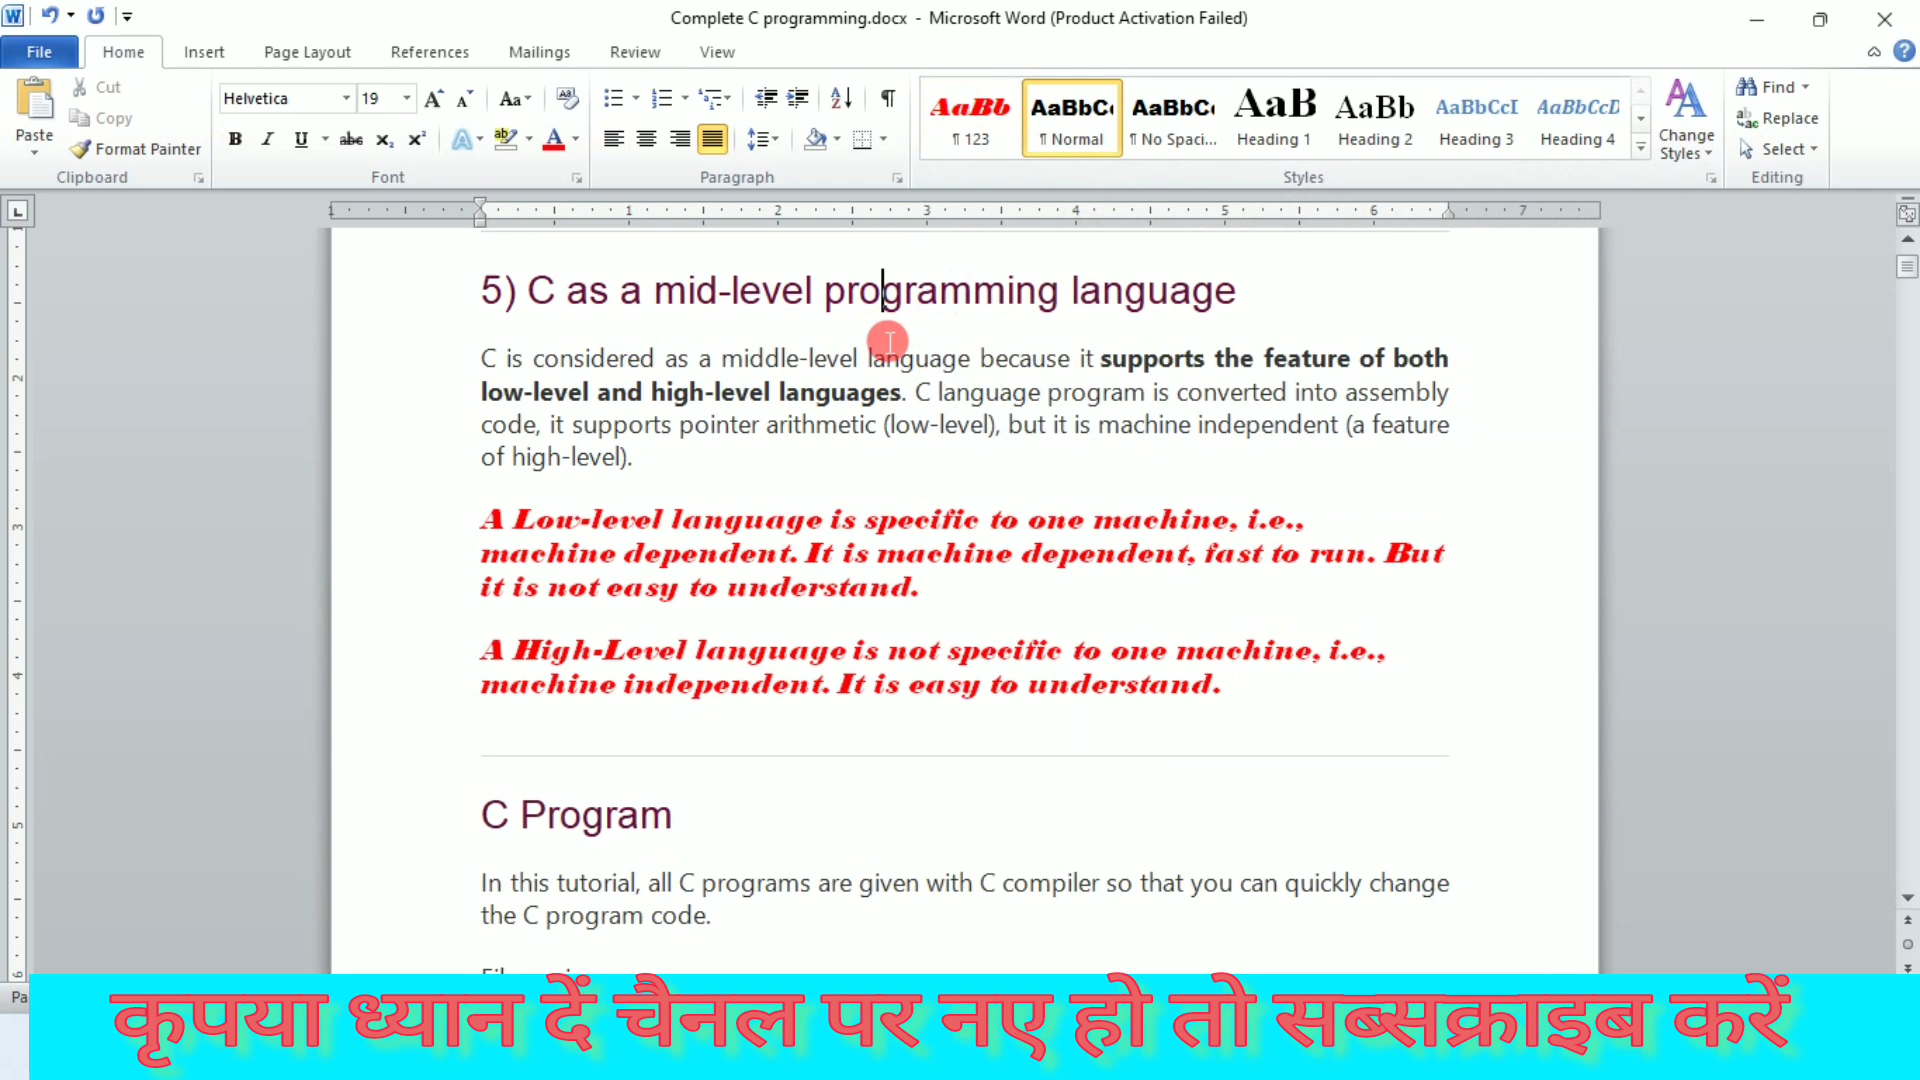 Complete C programming.docx - Microsoft Word (Product Activation Failed)
File Home Insert Page Layout References Mailings Review View
Paste
Cut
Copy
Format Painter
Clipboard
Helvetica 19
Font
Paragraph
AaBb AaBbCc AaBbCc AaB AaBb AaBbCcI AaBbCcD
¶ 123 ¶ Normal ¶ No Spaci... Heading 1 Heading 2 Heading 3 Heading 4
Styles
Change
Styles
Find
Replace
Select
Editing
1 1 2 3 4 5 6 7
5) C as a mid-level programming language
C is considered as a middle-level language because it supports the feature of both
low-level and high-level languages. C language program is converted into assembly
code, it supports pointer arithmetic (low-level), but it is machine independent (a feature
of high-level).
A Low-level language is specific to one machine, i.e.,
machine dependent. It is machine dependent, fast to run. But
it is not easy to understand.
A High-Level language is not specific to one machine, i.e.,
machine independent. It is easy to understand.
C Program
In this tutorial, all C programs are given with C compiler so that you can quickly change
the C program code.
कृपया ध्यान दें चैनल पर नए हो तो सब्सक्राइब करें